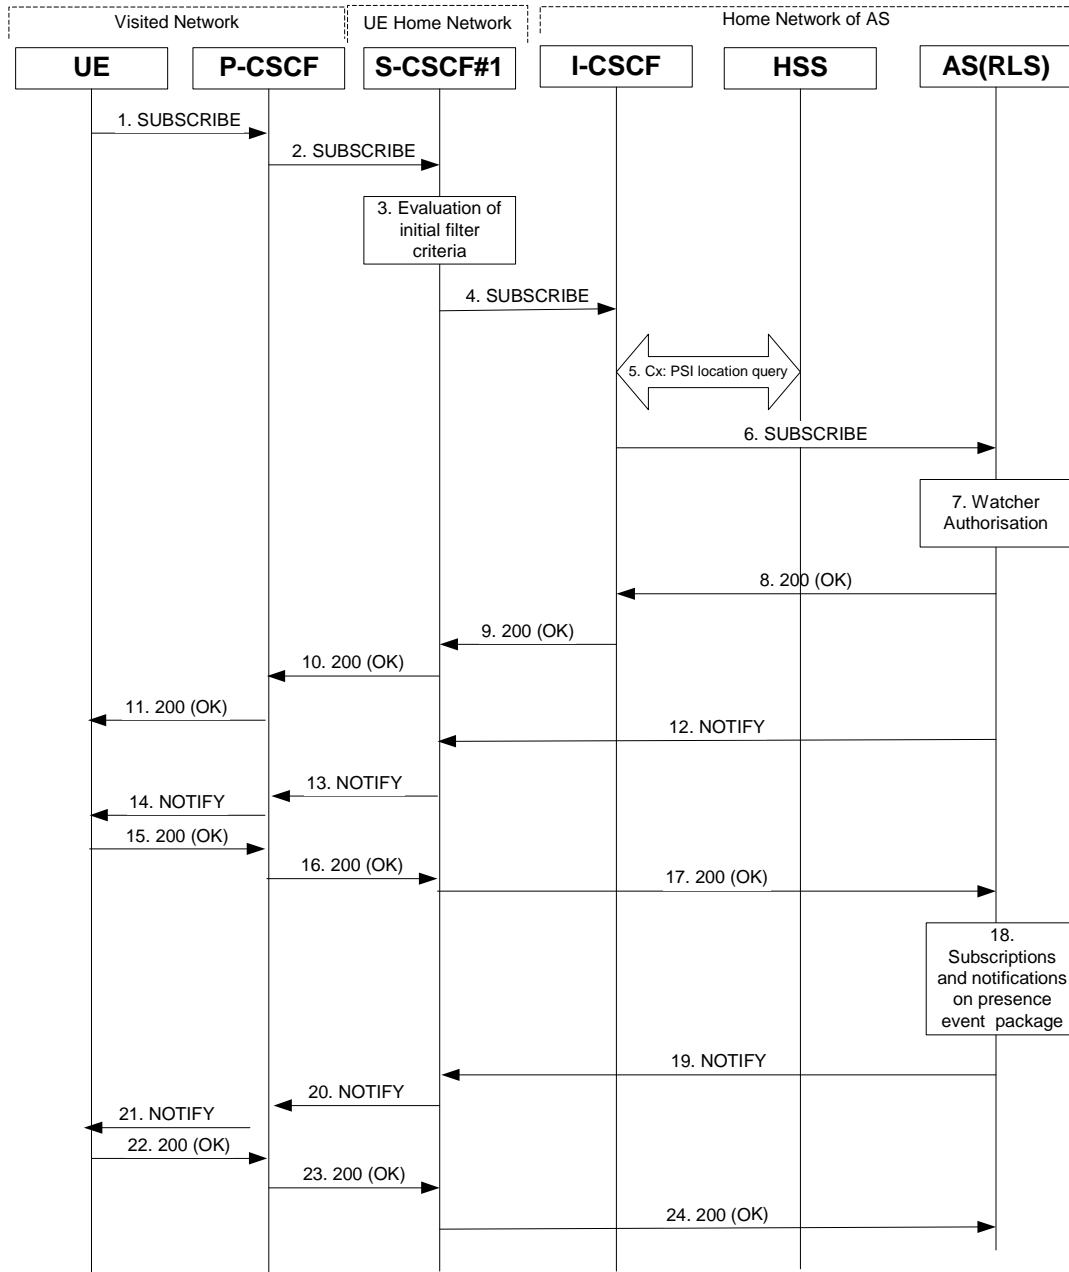 Visited Network
UE Home Network
Home Network of AS
UE
P-CSCF
S-CSCF#1
I-CSCF
HSS
AS(RLS)
1. SUBSCRIBE
2. SUBSCRIBE
3. Evaluation of
initial filter
criteria
4. SUBSCRIBE
5. Cx: PSI location query
6. SUBSCRIBE
7. Watcher
Authorisation
8. 200 (OK)
9. 200 (OK)
10. 200 (OK)
11. 200 (OK)
12. NOTIFY
13. NOTIFY
14. NOTIFY
15. 200 (OK)
16. 200 (OK)
17. 200 (OK)
18.
Subscriptions
and notifications
on presence
event package
19. NOTIFY
20. NOTIFY
21. NOTIFY
22. 200 (OK)
23. 200 (OK)
24. 200 (OK)